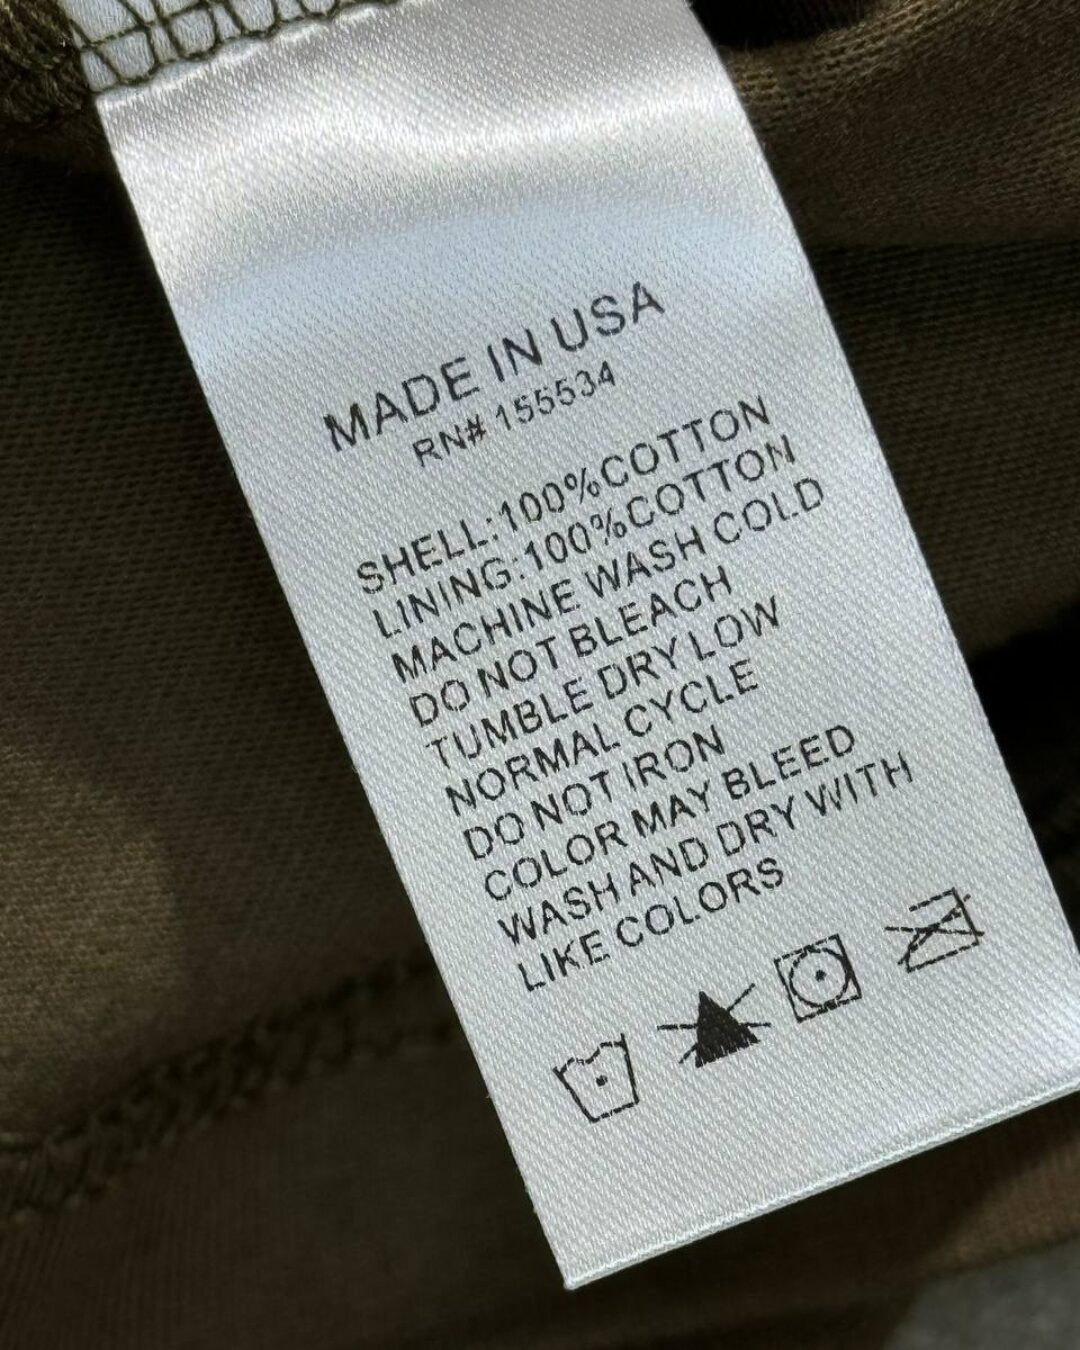 MADE IN USA
RN# 155534
SHELL:100%COTTON
LINING:100%COTTON
MACHINE WASH COLD
DO NOT BLEACH
TUMBLE DRY LOW
NORMAL CYCLE
DO NOT IRON
COLOR MAY BLEED
WASH AND DRY WITH
LIKE COLORS